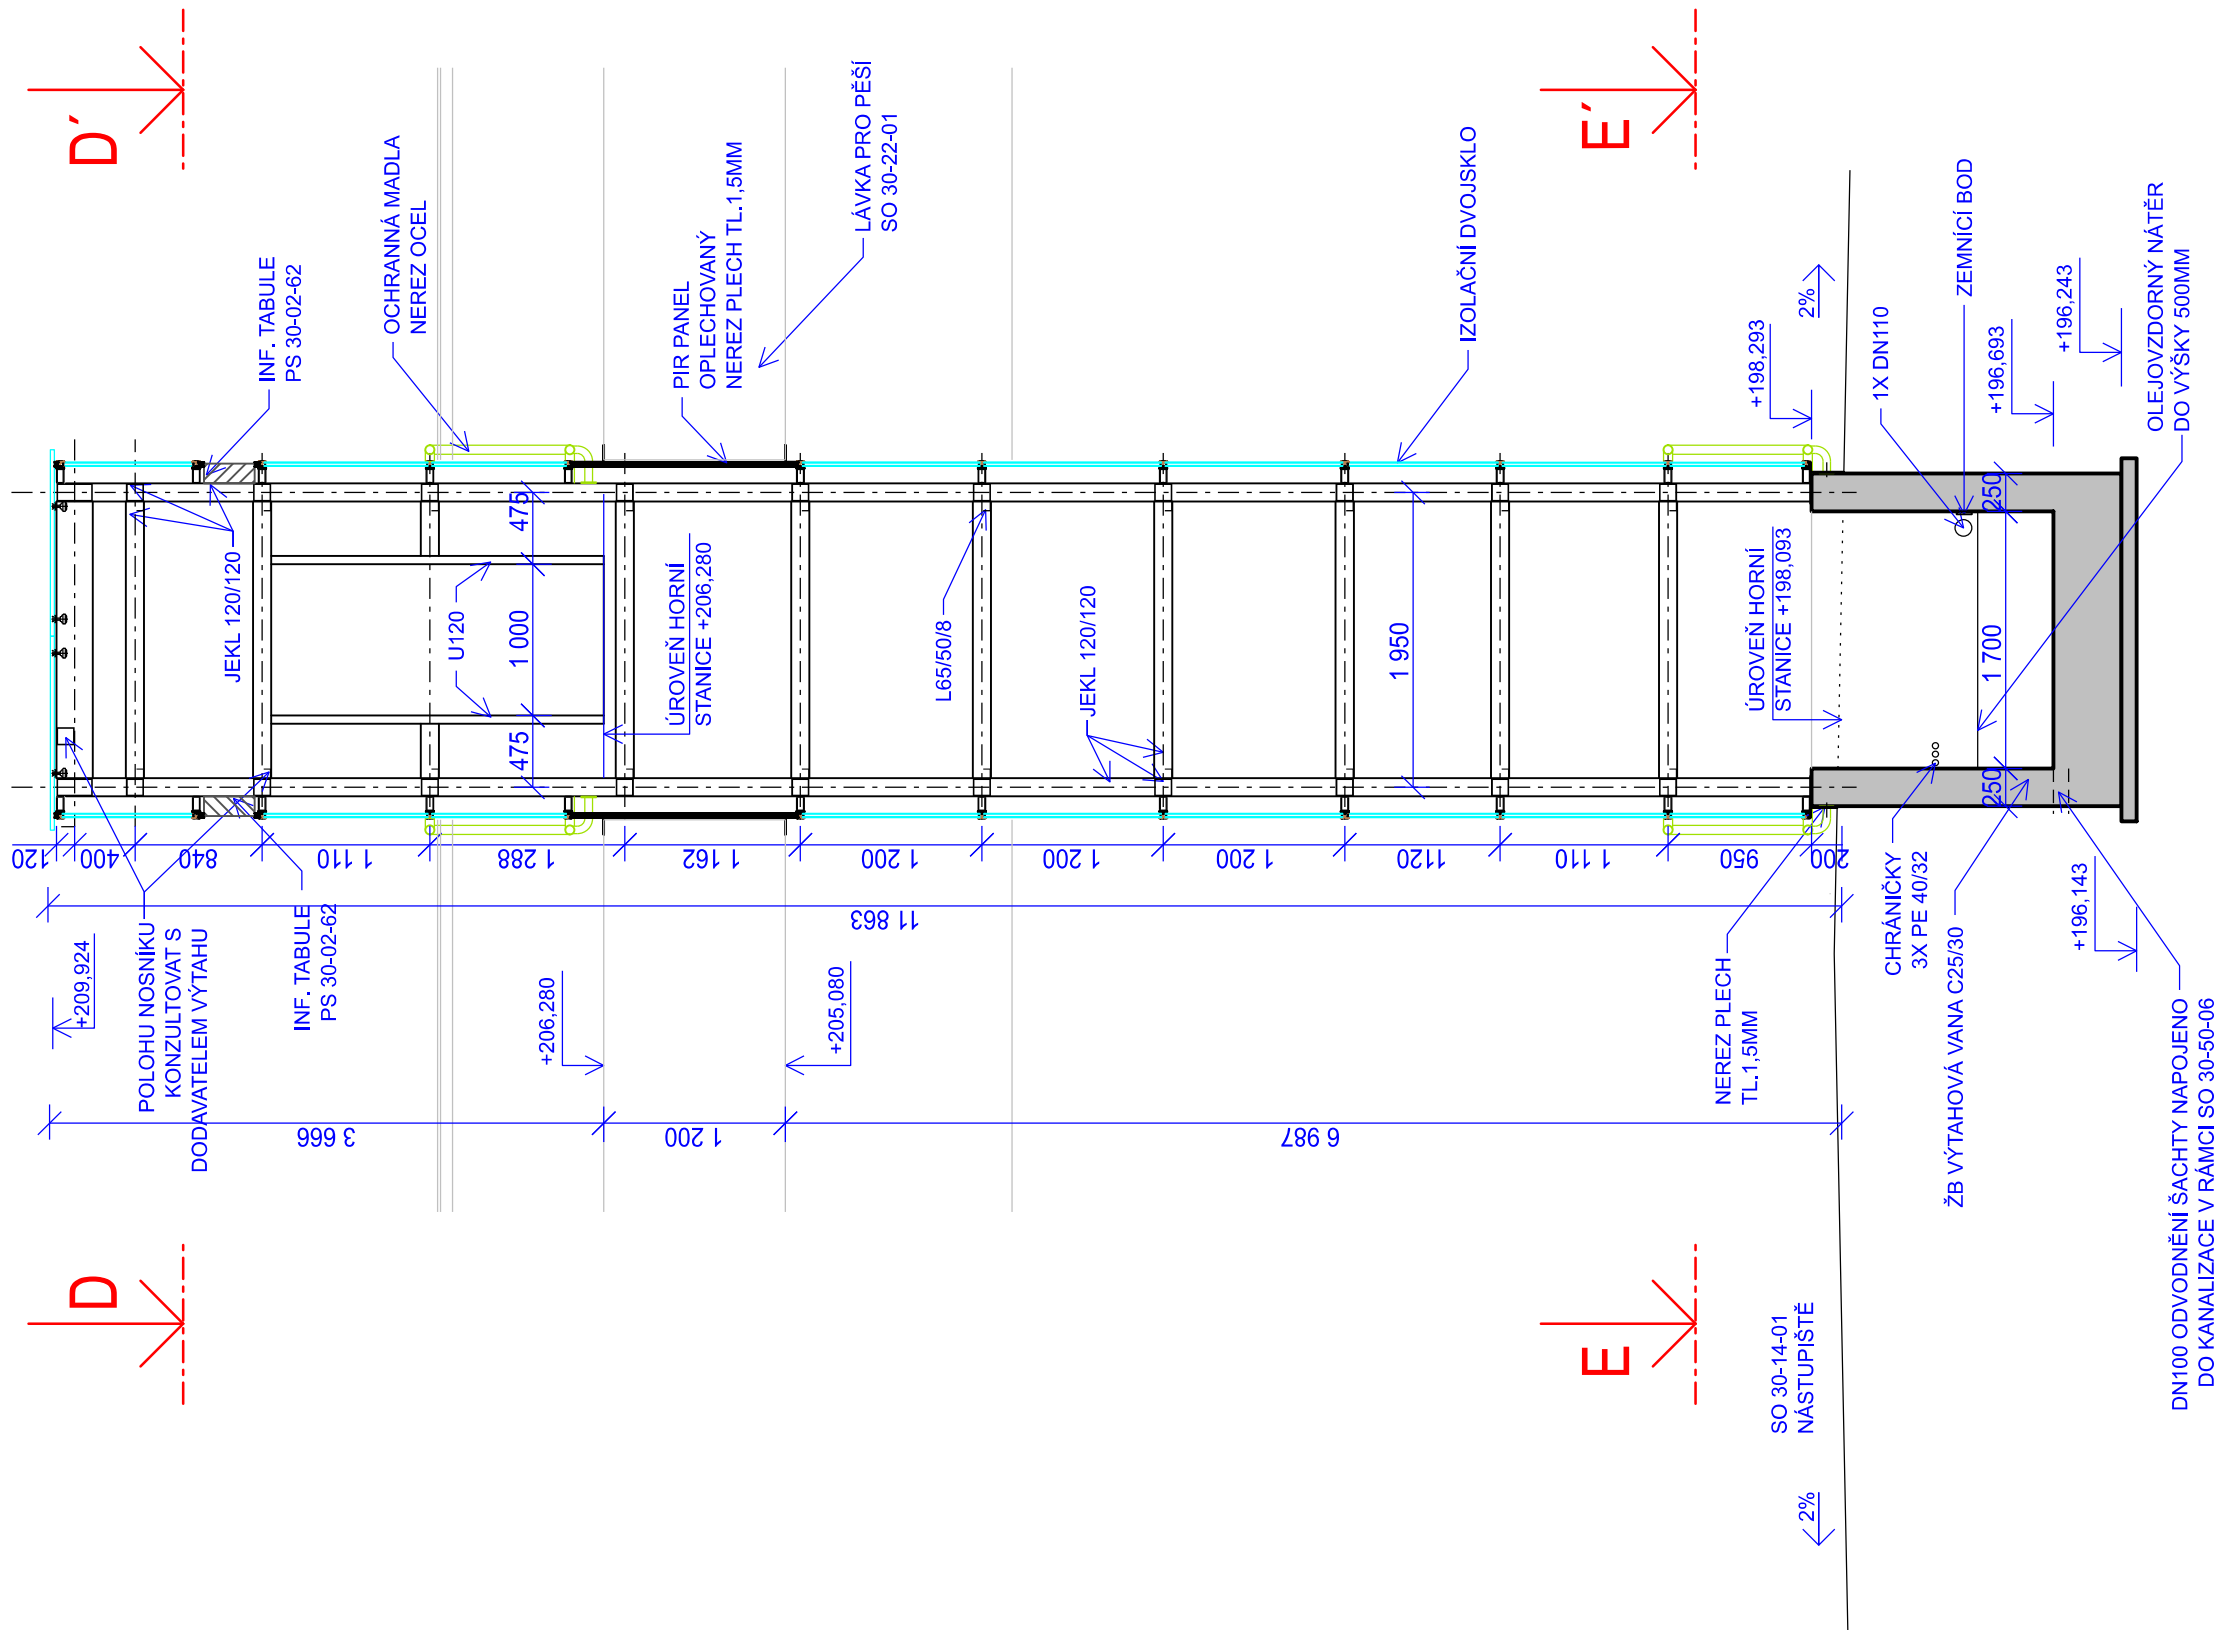 D´
E´
D
E
INF. TABULE
PS 30-02-62
OCHRANNÁ MADLA
NEREZ OCEL
PIR PANEL
OPLECHOVANÝ
NEREZ PLECH TL.1,5MM
LÁVKA PRO PĚŠÍ
SO 30-22-01
IZOLAČNÍ DVOJSKLO
+198,293
2%
1X DN110
ZEMNÍCÍ BOD
+196,693
+196,243
OLEJOVZDORNÝ NÁTĚR
DO VÝŠKY 500MM
JEKL 120/120
U120
475
1 000
475
ÚROVEŇ HORNÍ
STANICE +206,280
L65/50/8
JEKL 120/120
1 950
ÚROVEŇ HORNÍ
STANICE +198,093
250
1 700
250
120
400
840
1 110
1 288
1 162
1 200
1 200
1 200
1120
1 110
950
200
11 863
+209,924
POLOHU NOSNÍKU
KONZULTOVAT S
DODAVATELEM VÝTAHU
INF. TABULE
PS 30-02-62
+206,280
+205,080
3 666
1 200
6 987
NEREZ PLECH
TL.1,5MM
CHRÁNIČKY
3X PE 40/32
ŽB VÝTAHOVÁ VANA C25/30
+196,143
DN100 ODVODNĚNÍ ŠACHTY NAPOJENO
DO KANALIZACE V RÁMCI SO 30-50-06
SO 30-14-01
NÁSTUPIŠTĚ
2%